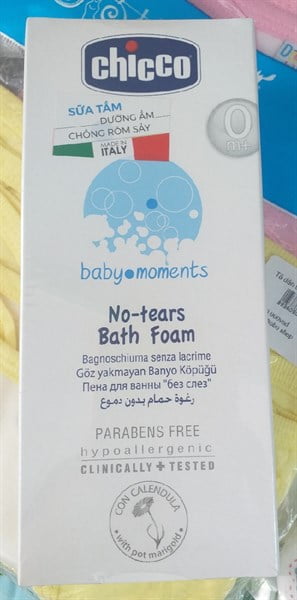 chicco
SỮA TẮM
DƯỠNG ẨM
CHỐNG RÔM SẢY
MADE IN
ITALY
0
m+
baby moments
No-tears
Bath Foam
Bagnoschiuma senza lacrime
Göz yakmayan Banyo Köpüğü
Пена для ванны "без слез"
رغوة حمام بدون دموع
PARABENS FREE
hypoallergenic
CLINICALLY + TESTED
CON CALENDULA
with pot marigold
Tã dán